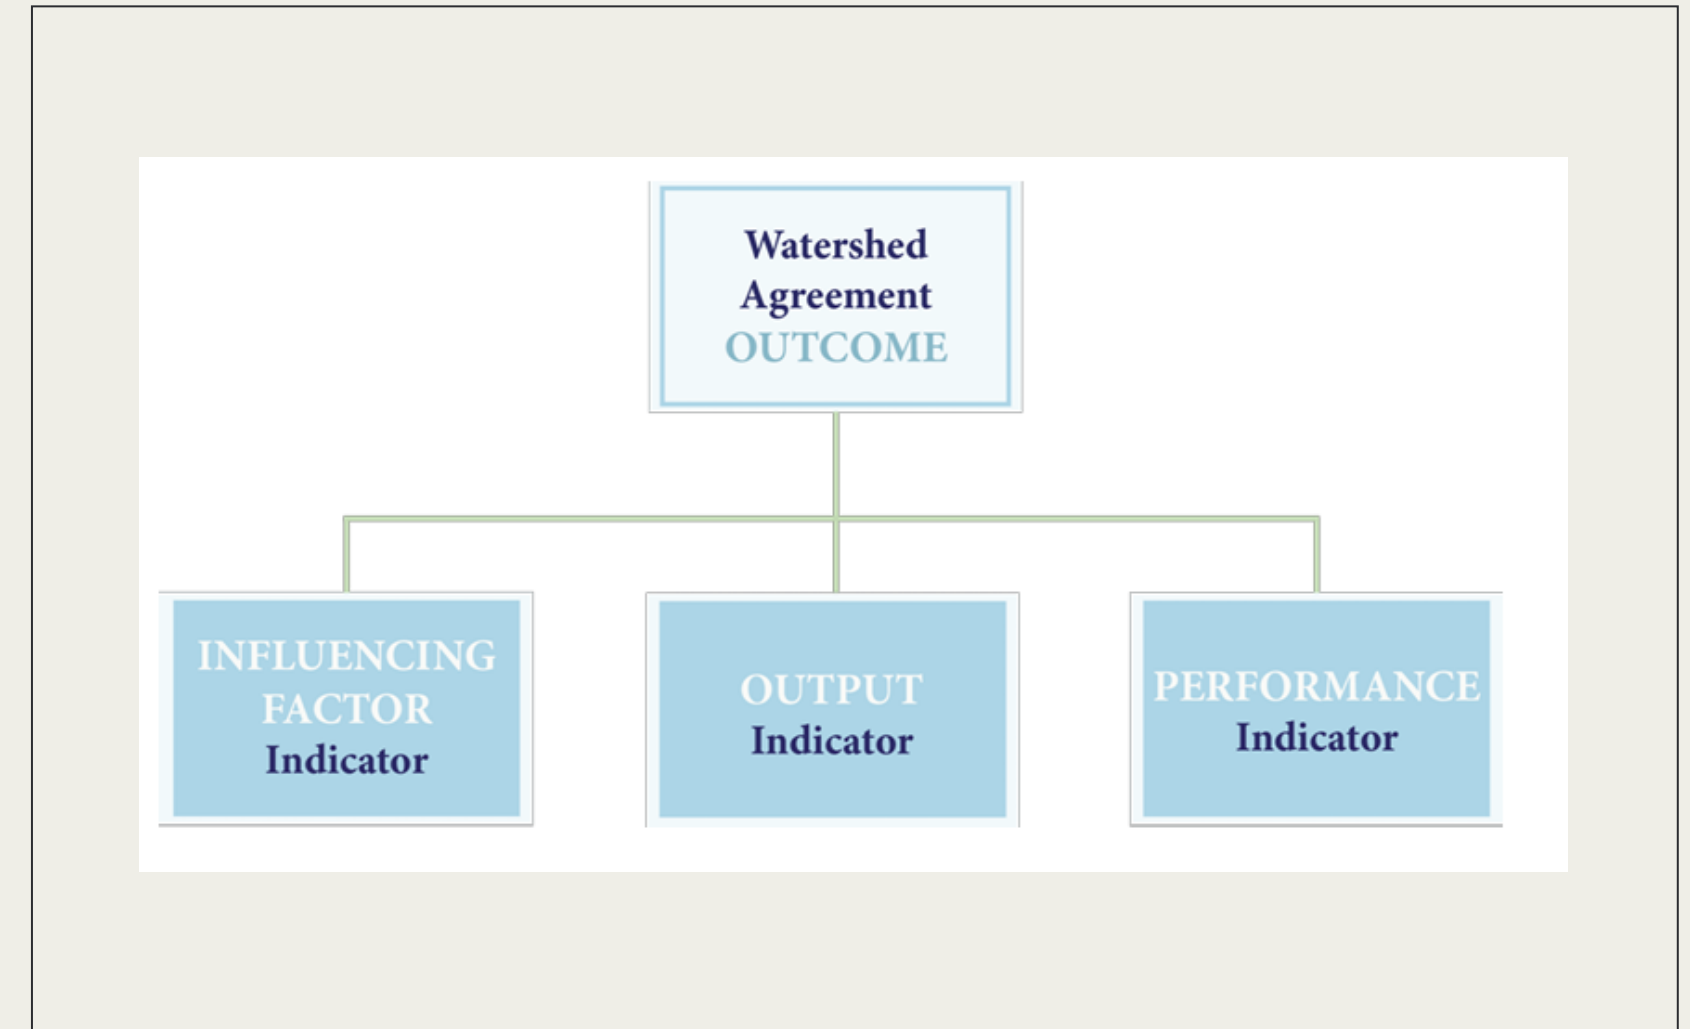 Watershed
Agreement
OUTCOME
INFLUENCING
FACTOR
Indicator
OUTPUT
Indicator
PERFORMANCE
Indicator